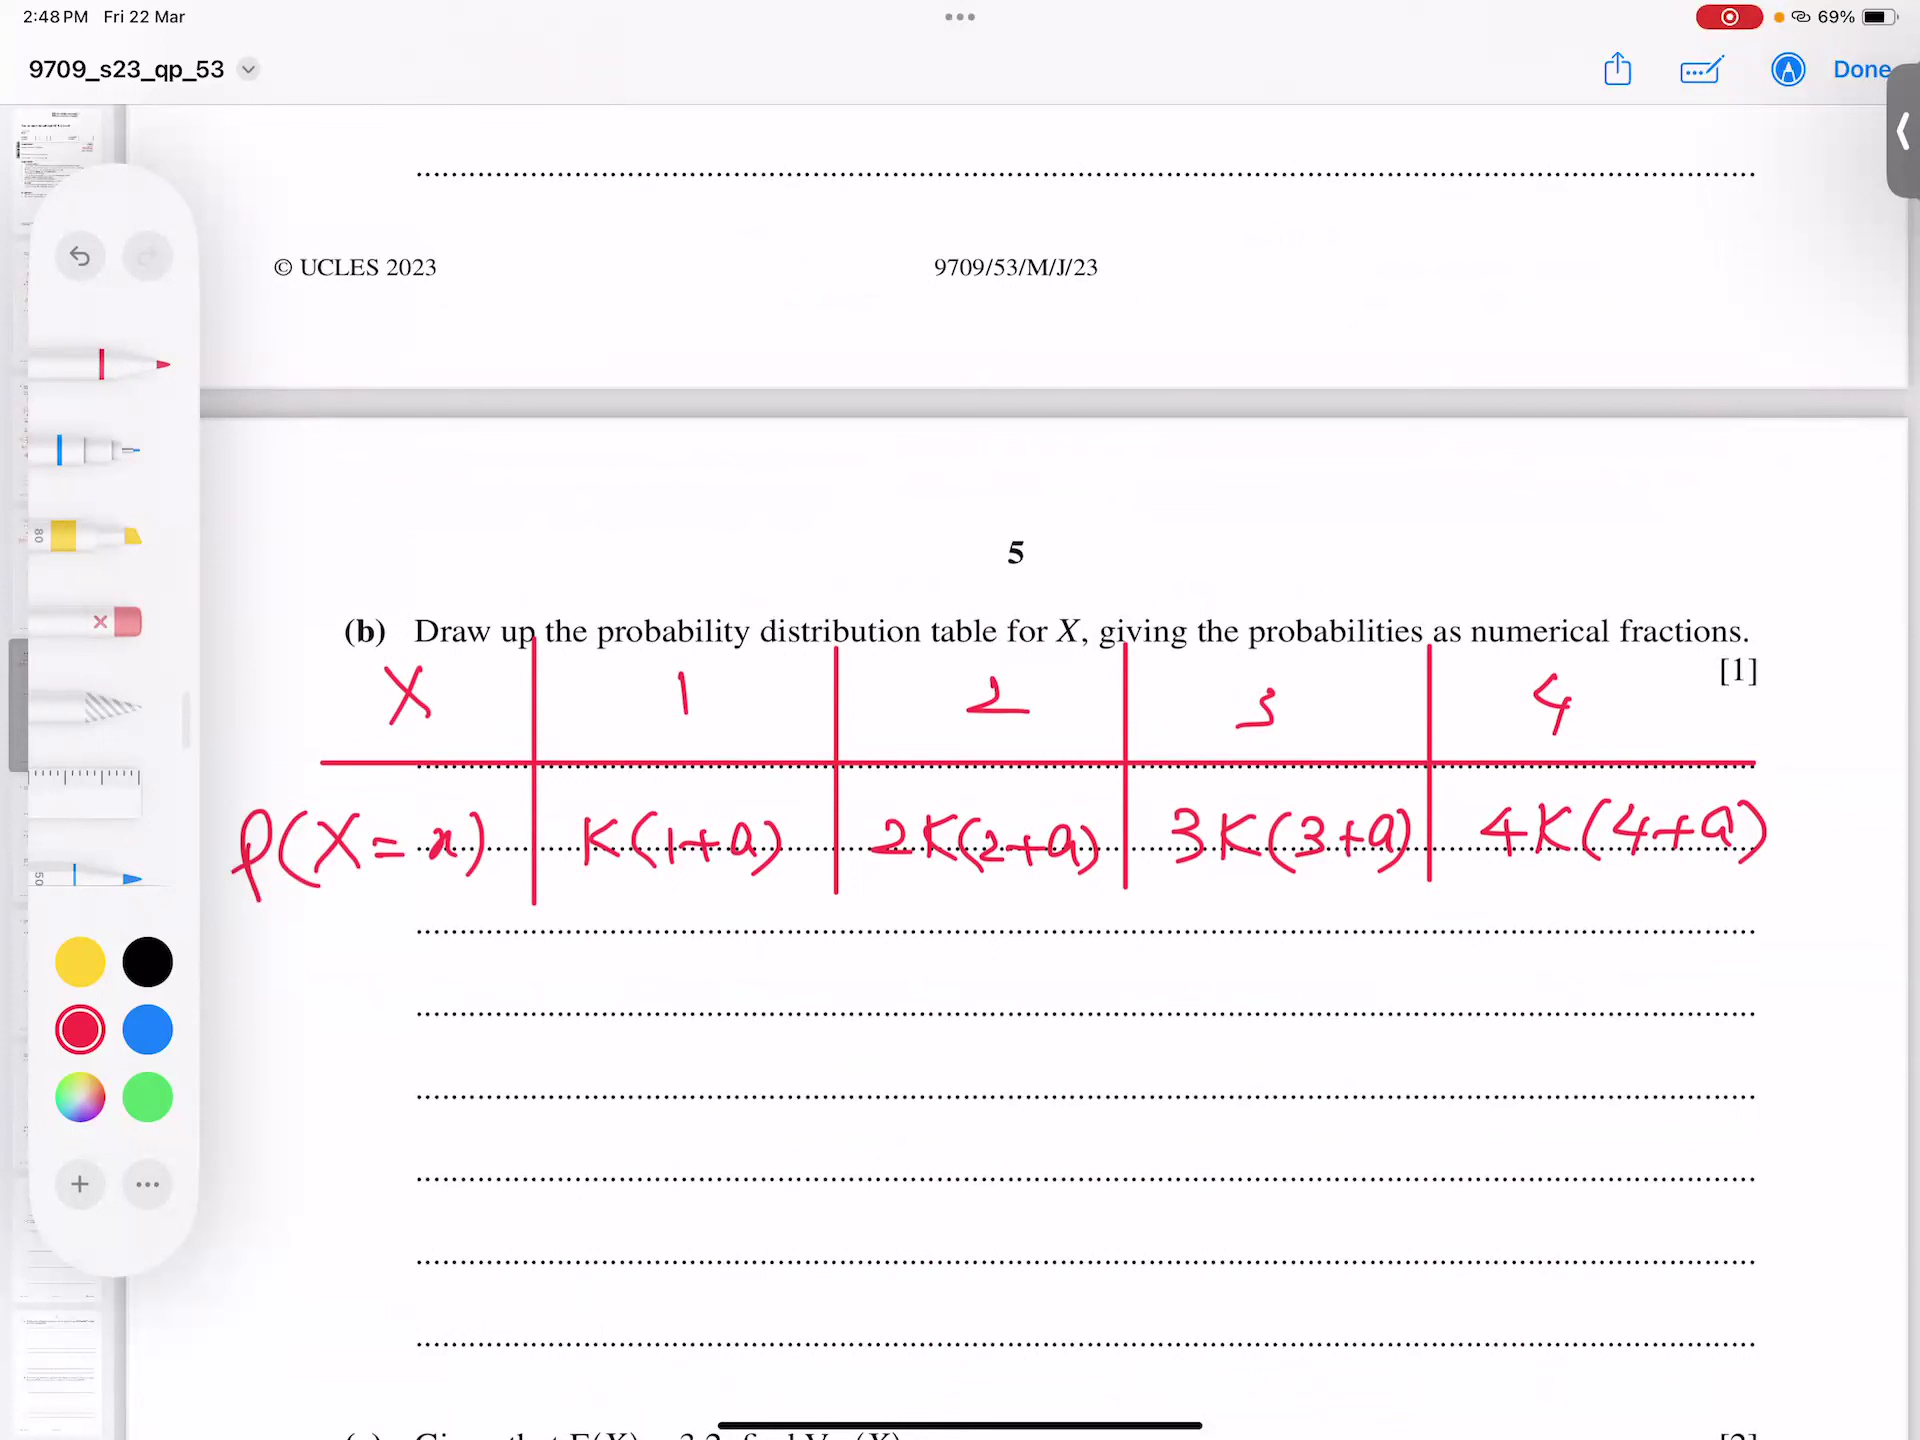 2:48 PM Fri 22 Mar
69%
9709_s23_qp_53
Done
© UCLES 2023
9709/53/M/J/23
5
(b) Draw up the probability distribution table for X, giving the probabilities as numerical fractions.
[1]
X 1 2 3 4
P(X = x) K(1+a) 2K(2+a) 3K(3+a) 4K(4+a)
80
50